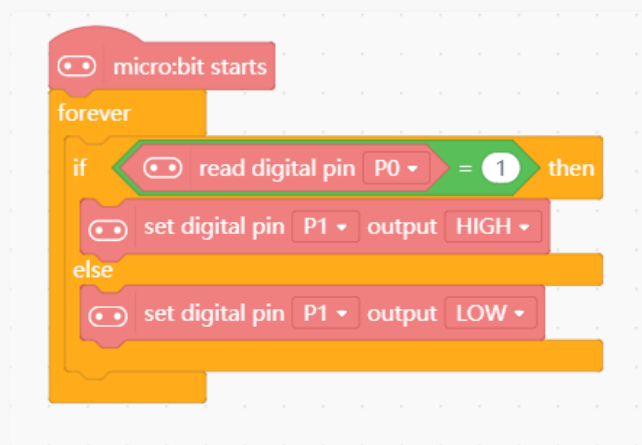 micro:bit starts
forever
if read digital pin P0 = 1 then
set digital pin P1 output HIGH
else
set digital pin P1 output LOW